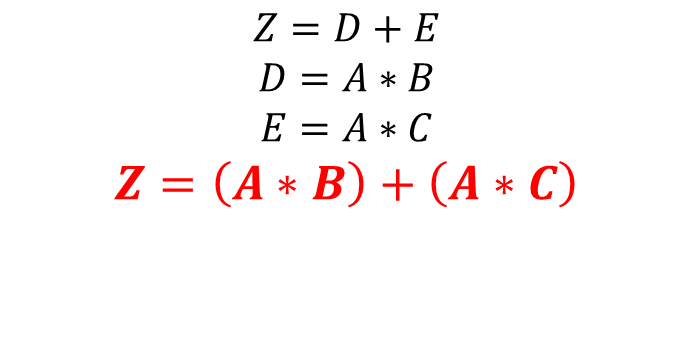 Z = D + E
D = A ∗ B
E = A ∗ C
Z = (A ∗ B) + (A ∗ C)